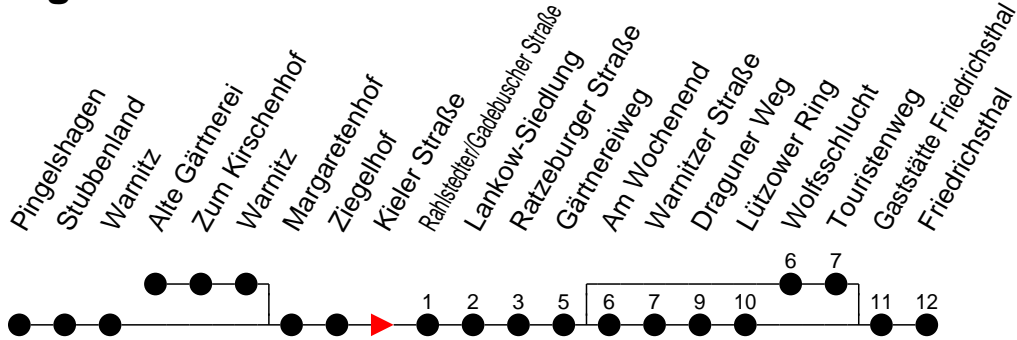 Pingelshagen
Stubbenland
Warnitz
Alte Gärtnerei
Zum Kirschenhof
Warnitz
Margaretenhof
Ziegelhof
Kieler Straße
Rahlstedter/Gadebuscher Straße
Lankow-Siedlung
Ratzeburger Straße
Gärtnereiweg
Am Wochenend
Warnitzer Straße
Draguner Weg
Lützower Ring
Wolfsschlucht
Touristenweg
Gaststätte Friedrichsthal
Friedrichsthal
6 7
1 2 3 5 6 7 9 10 11 12